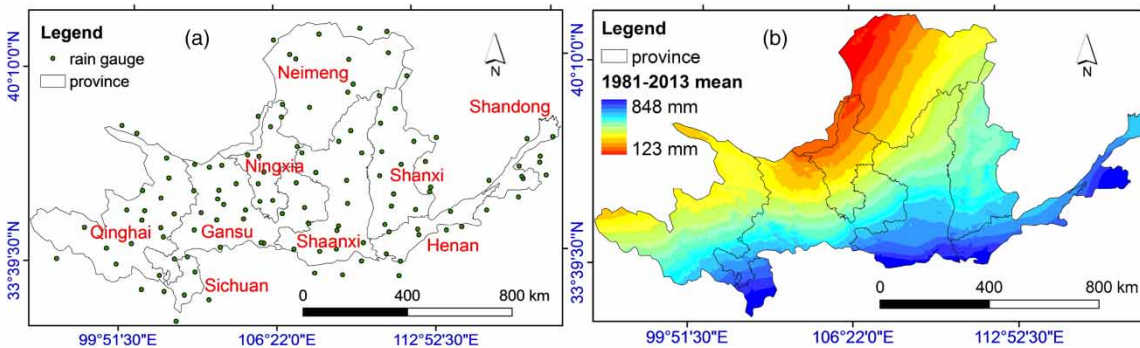 Legend
rain gauge
province
(a)
N
40°10'0"N
33°39'30"N
Neimeng
Shandong
Ningxia
Shanxi
Qinghai
Gansu
Shaanxi
Henan
Sichuan
0 400 800 km
99°51'30"E 106°22'0"E 112°52'30"E
Legend
province
1981-2013 mean
848 mm
123 mm
(b)
N
40°10'0"N
33°39'30"N
0 400 800 km
99°51'30"E 106°22'0"E 112°52'30"E